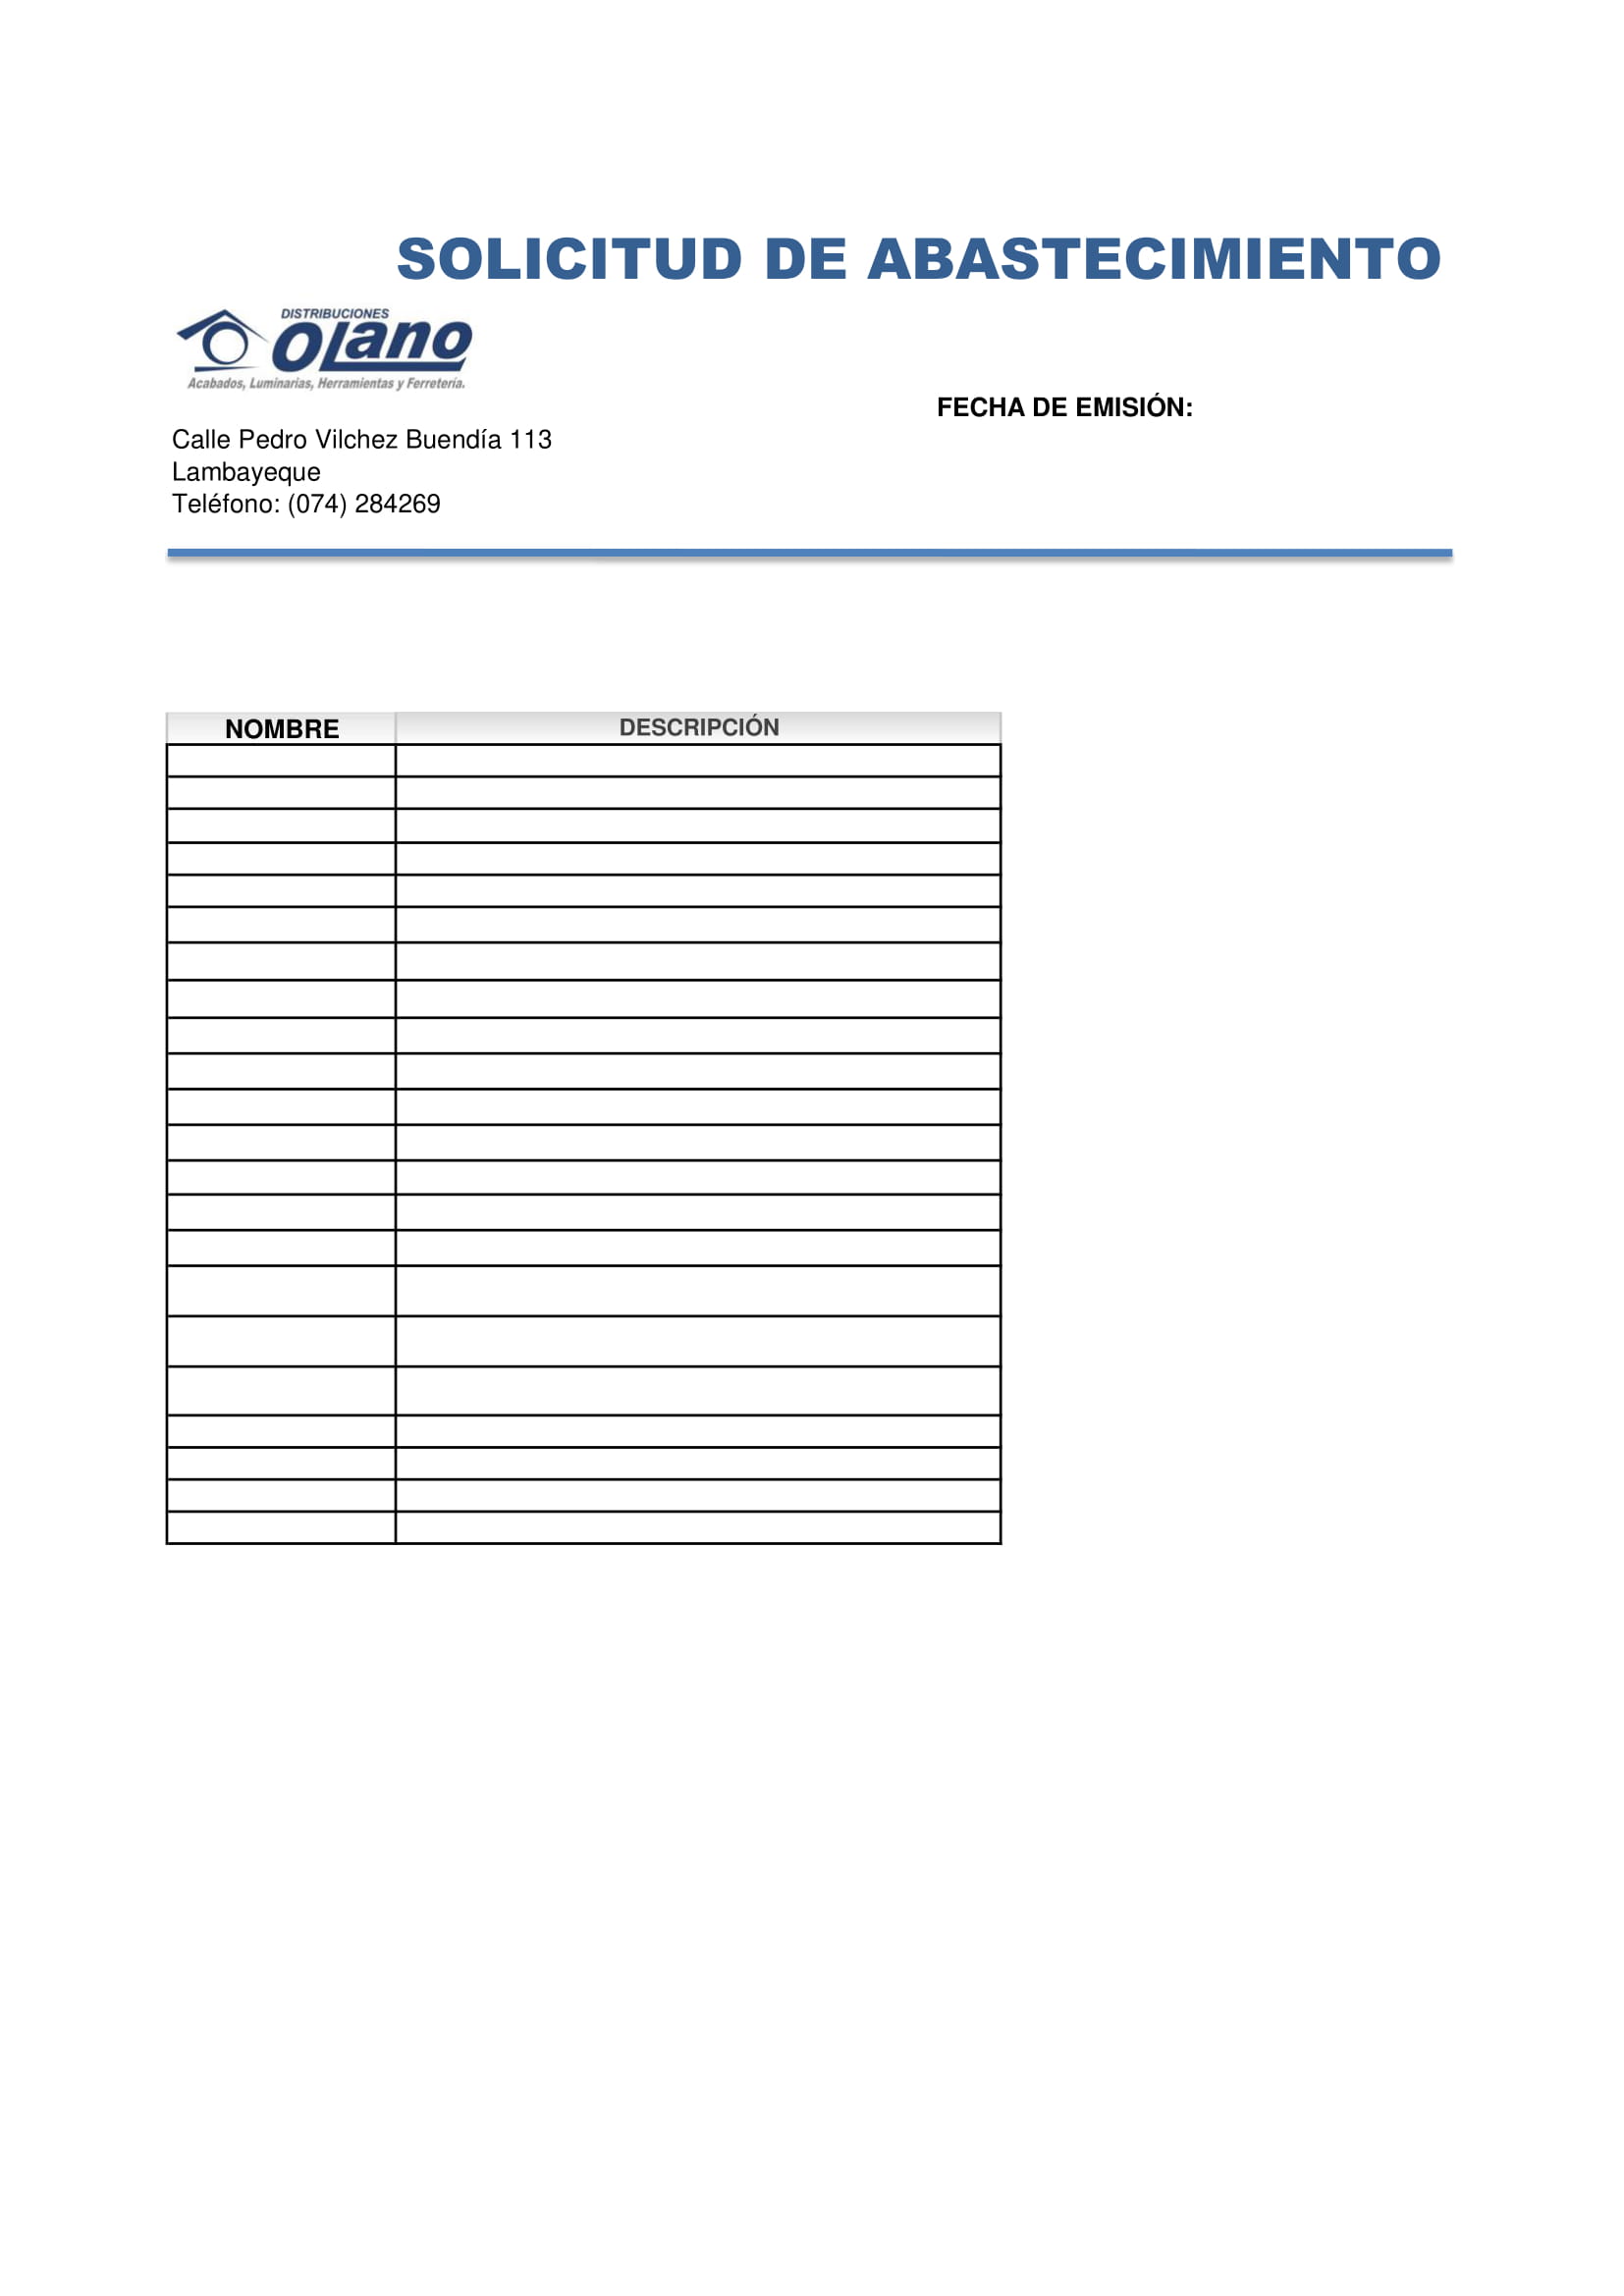 SOLICITUD DE ABASTECIMIENTO
DISTRIBUCIONES
OLano
Acabados, Luminarias, Herramientas y Ferretería.
FECHA DE EMISIÓN:
Calle Pedro Vilchez Buendía 113
Lambayeque
Teléfono: (074) 284269
NOMBRE DESCRIPCIÓN